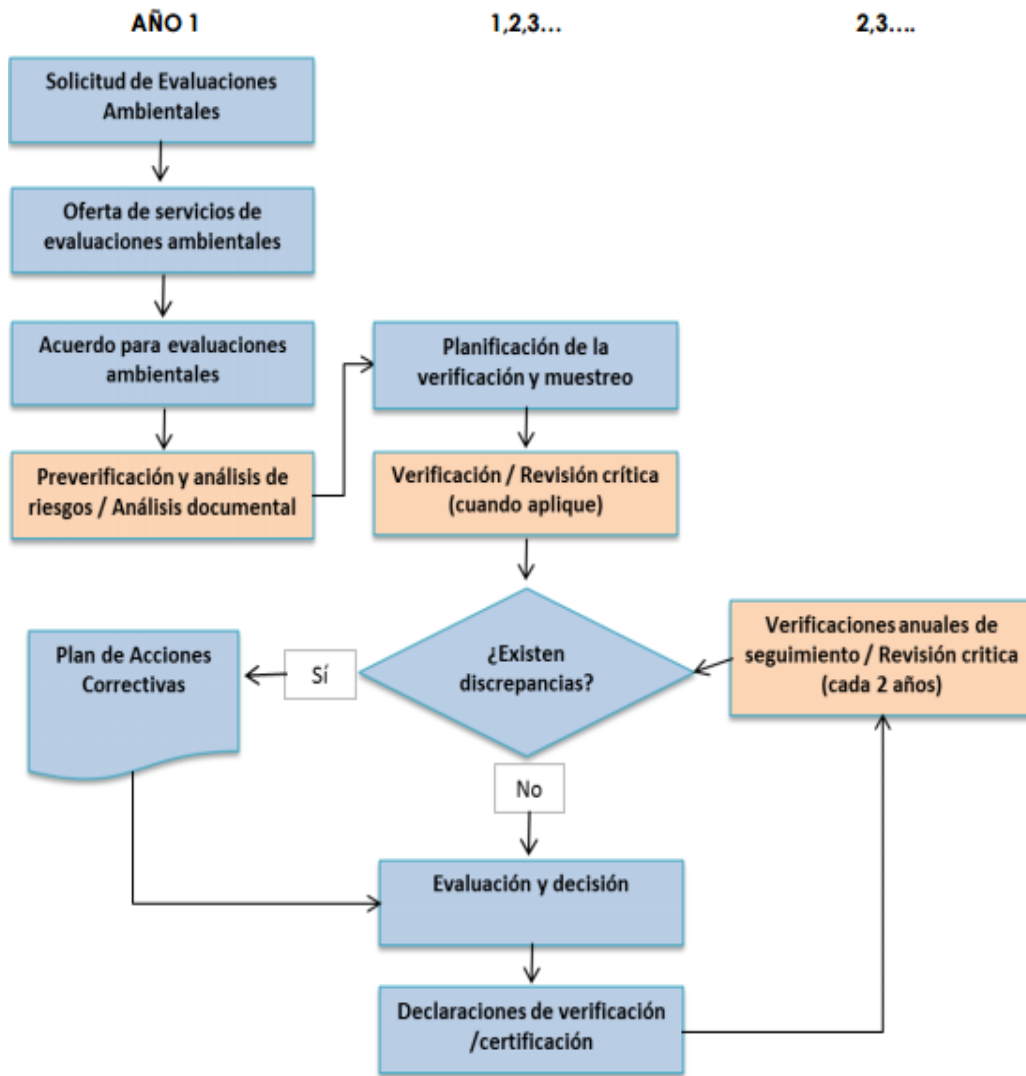 AÑO 1
1,2,3...
2,3....
Solicitud de Evaluaciones
Ambientales
Oferta de servicios de
evaluaciones ambientales
Acuerdo para evaluaciones
ambientales
Preverificación y análisis de
riesgos / Análisis documental
Planificación de la
verificación y muestreo
Verificación / Revisión crítica
(cuando aplique)
¿Existen
discrepancias?
Sí
Plan de Acciones
Correctivas
Verificaciones anuales de
seguimiento / Revisión critica
(cada 2 años)
No
Evaluación y decisión
Declaraciones de verificación
/certificación